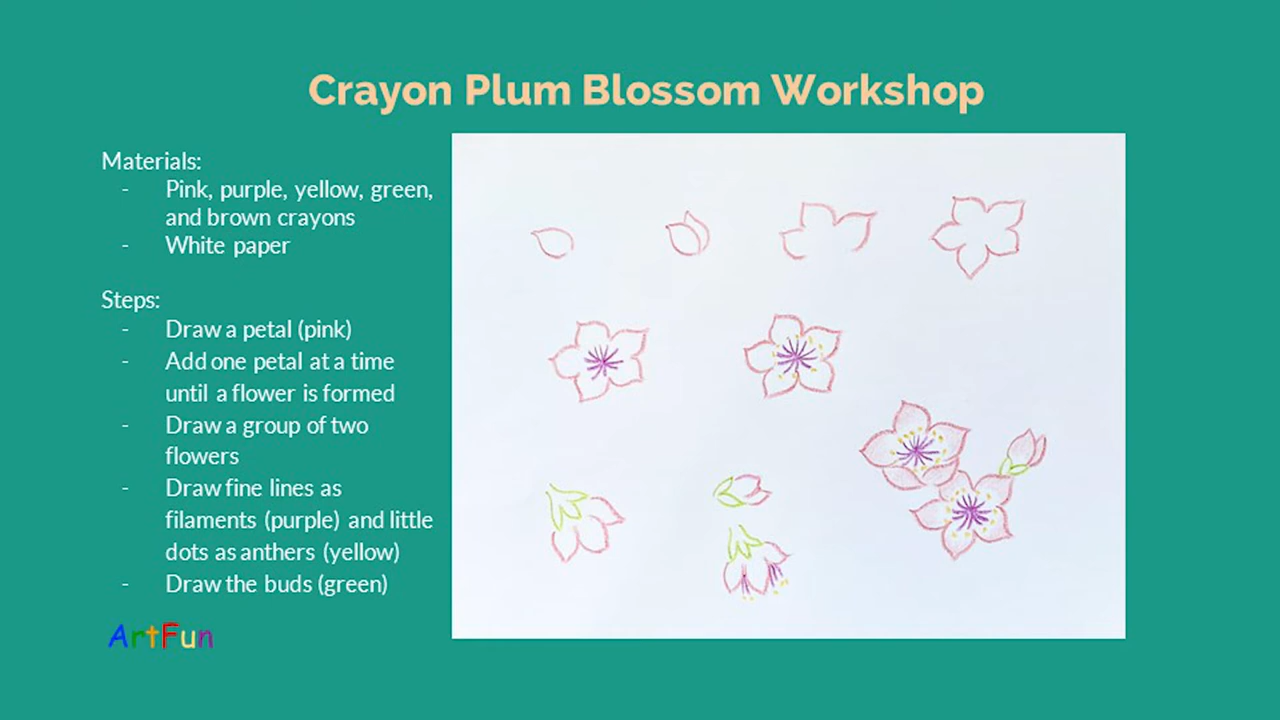 Crayon Plum Blossom Workshop
Materials:
- Pink, purple, yellow, green,
and brown crayons
- White paper
Steps:
- Draw a petal (pink)
- Add one petal at a time
until a flower is formed
- Draw a group of two
flowers
- Draw fine lines as
filaments (purple) and little
dots as anthers (yellow)
- Draw the buds (green)
ArtFun